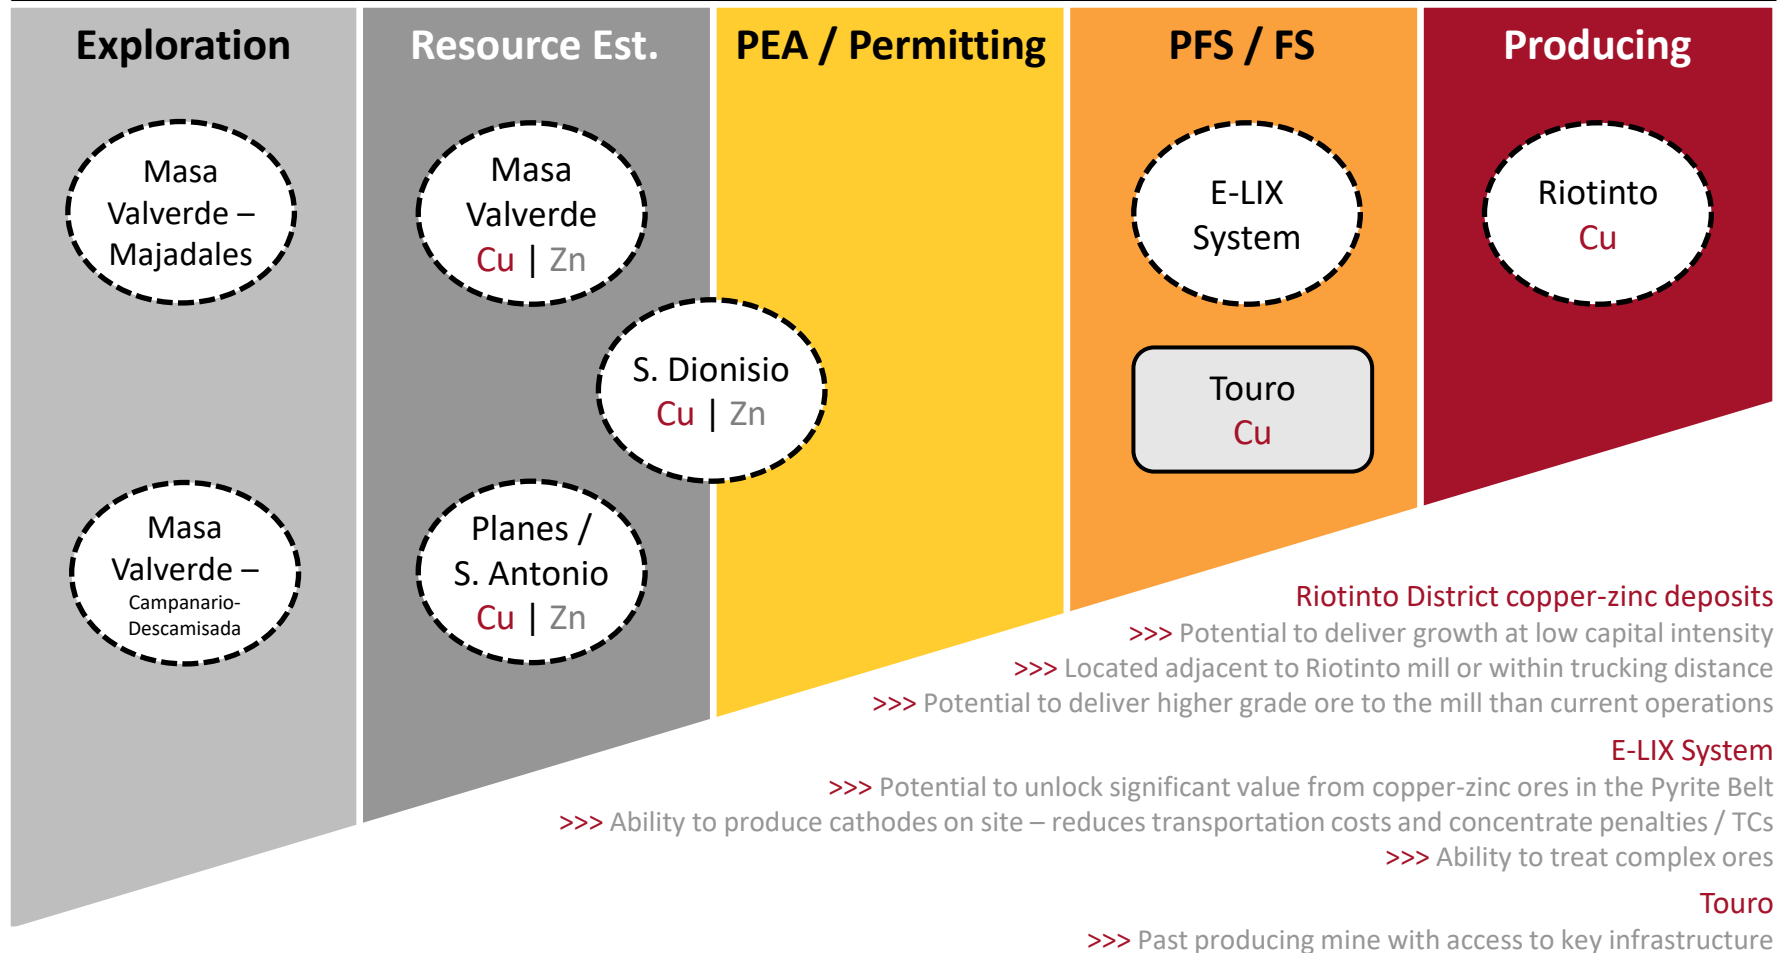 Exploration
Resource Est.
PEA / Permitting
PFS / FS
Producing
Masa
Valverde –
Majadales
Masa
Valverde
Cu | Zn
E-LIX
System
Riotinto
Cu
S. Dionisio
Cu | Zn
Touro
Cu
Masa
Valverde –
Campanario-
Descamisada
Planes /
S. Antonio
Cu | Zn
Riotinto District copper-zinc deposits
>>> Potential to deliver growth at low capital intensity
>>> Located adjacent to Riotinto mill or within trucking distance
>>> Potential to deliver higher grade ore to the mill than current operations
E-LIX System
>>> Potential to unlock significant value from copper-zinc ores in the Pyrite Belt
>>> Ability to produce cathodes on site – reduces transportation costs and concentrate penalties / TCs
>>> Ability to treat complex ores
Touro
>>> Past producing mine with access to key infrastructure